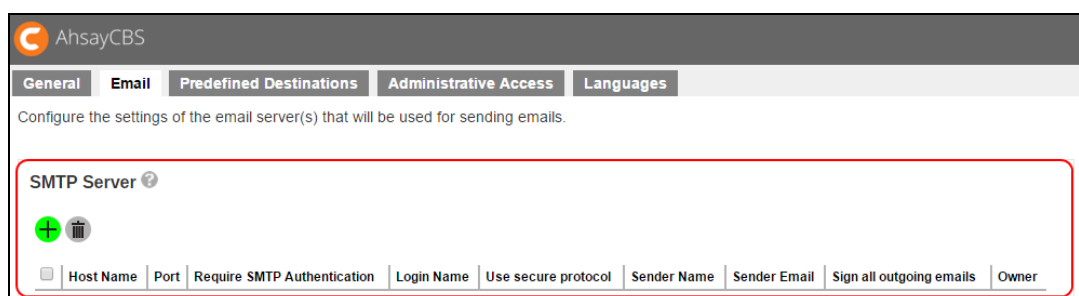 AhsayCBS
General Email Predefined Destinations Administrative Access Languages
Configure the settings of the email server(s) that will be used for sending emails.
SMTP Server ?
Host Name Port Require SMTP Authentication Login Name Use secure protocol Sender Name Sender Email Sign all outgoing emails Owner